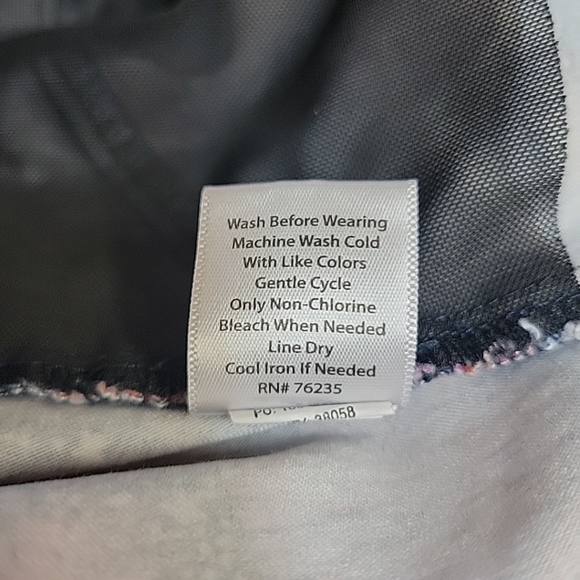 Wash Before Wearing
Machine Wash Cold
With Like Colors
Gentle Cycle
Only Non-Chlorine
Bleach When Needed
Line Dry
Cool Iron If Needed
RN# 76235
38058